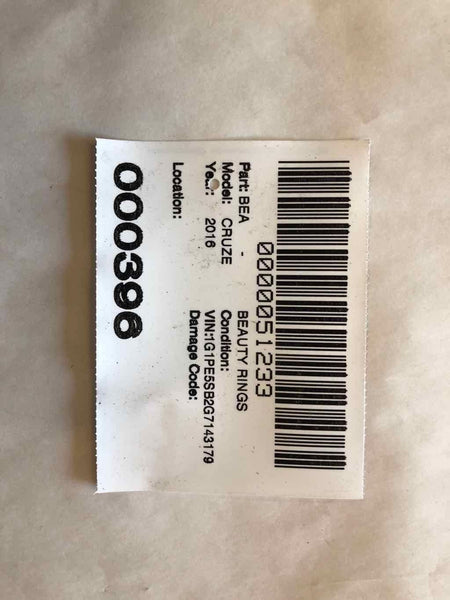 0000051233
Part: BEA - BEAUTY RINGS
Model: CRUZE Condition:
Year: 2016 VIN:1G1PE5SB2G7143179
Damage Code:
Location:
000396